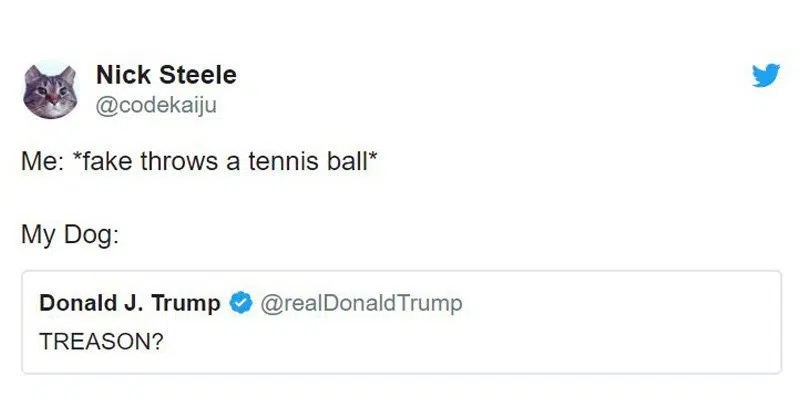 Nick Steele
@codekaiju
Me: *fake throws a tennis ball*
My Dog:
Donald J. Trump @realDonaldTrump
TREASON?